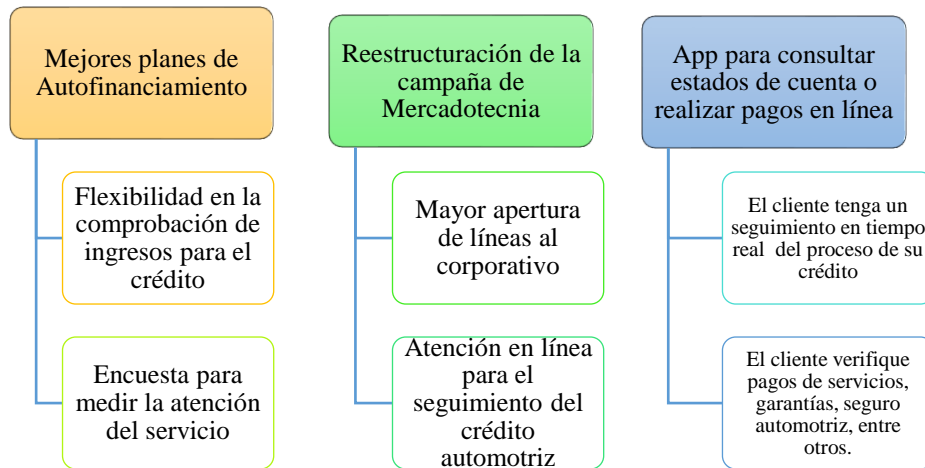 Mejores planes de
Autofinanciamiento
Flexibilidad en la
comprobación de
ingresos para el
crédito
Encuesta para
medir la atención
del servicio
Reestructuración de la
campaña de
Mercadotecnia
Mayor apertura
de líneas al
corporativo
Atención en línea
para el
seguimiento del
crédito
automotriz
App para consultar
estados de cuenta o
realizar pagos en línea
El cliente tenga un
seguimiento en tiempo
real del proceso de su
crédito
El cliente verifique
pagos de servicios,
garantías, seguro
automotriz, entre
otros.